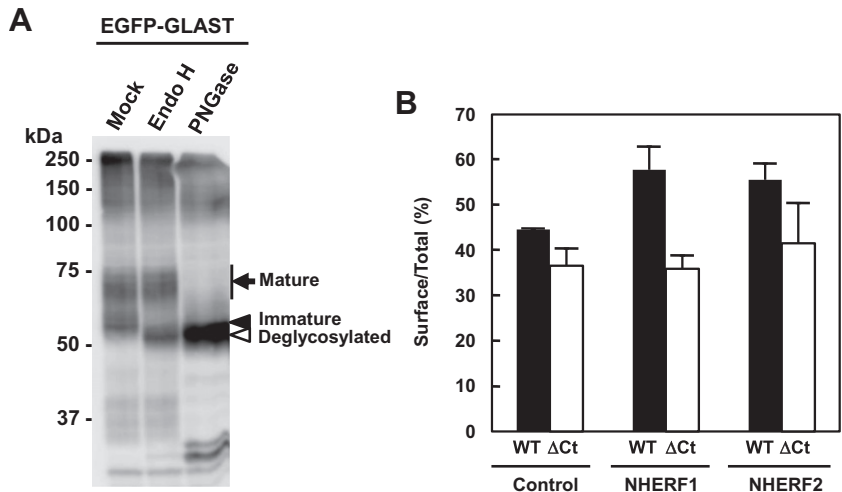 A
EGFP-GLAST
Mock
Endo H
PNGase
kDa
250 -
150 -
100 -
75 -
50 -
37 -
Mature
Immature
Deglycosylated
B
Surface/Total (%)
70
60
50
40
30
20
10
0
WT ΔCt WT ΔCt WT ΔCt
Control NHERF1 NHERF2